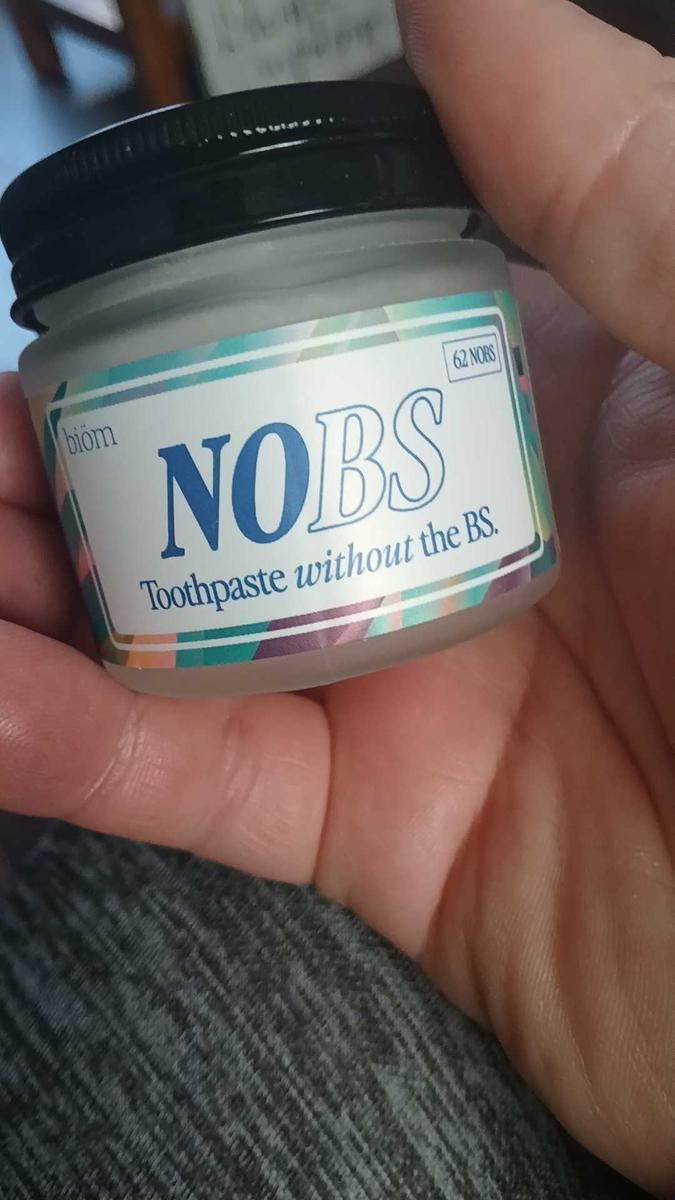 62 NOBS
biöm
NOBS
Toothpaste without the BS.